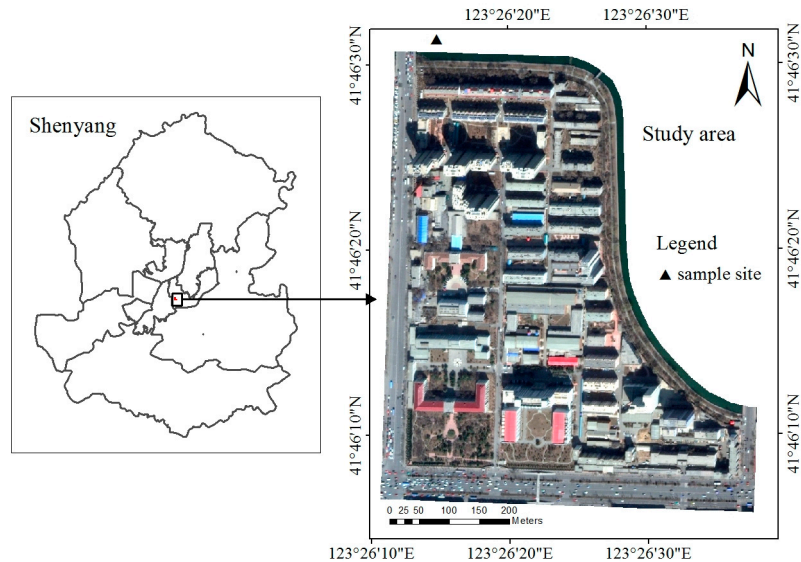 123°26'20"E 123°26'30"E
Shenyang
41°46'30"N
41°46'20"N
41°46'10"N
N
Study area
Legend
▲ sample site
41°46'30"N
41°46'20"N
41°46'10"N
0 25 50 100 150 200
Meters
123°26'10"E 123°26'20"E 123°26'30"E